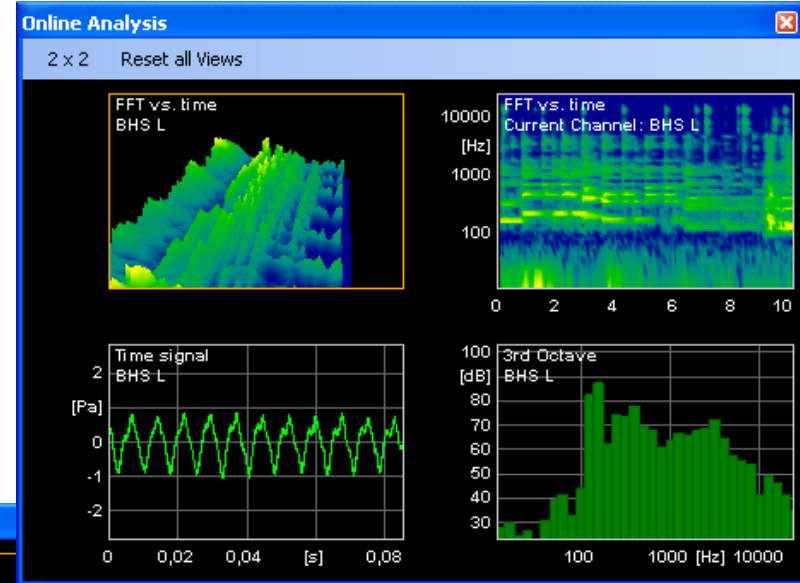 Online Analysis
2 x 2 Reset all Views
FFT vs. time
BHS L
FFT vs. time
Current Channel: BHS L
10000
[Hz]
1000
100
0 2 4 6 8 10
Time signal
BHS L
2
[Pa]
0
-1
-2
0 0,02 0,04 [s] 0,08
3rd Octave
BHS L
100
[dB]
80
70
60
50
40
30
100 1000 [Hz] 10000